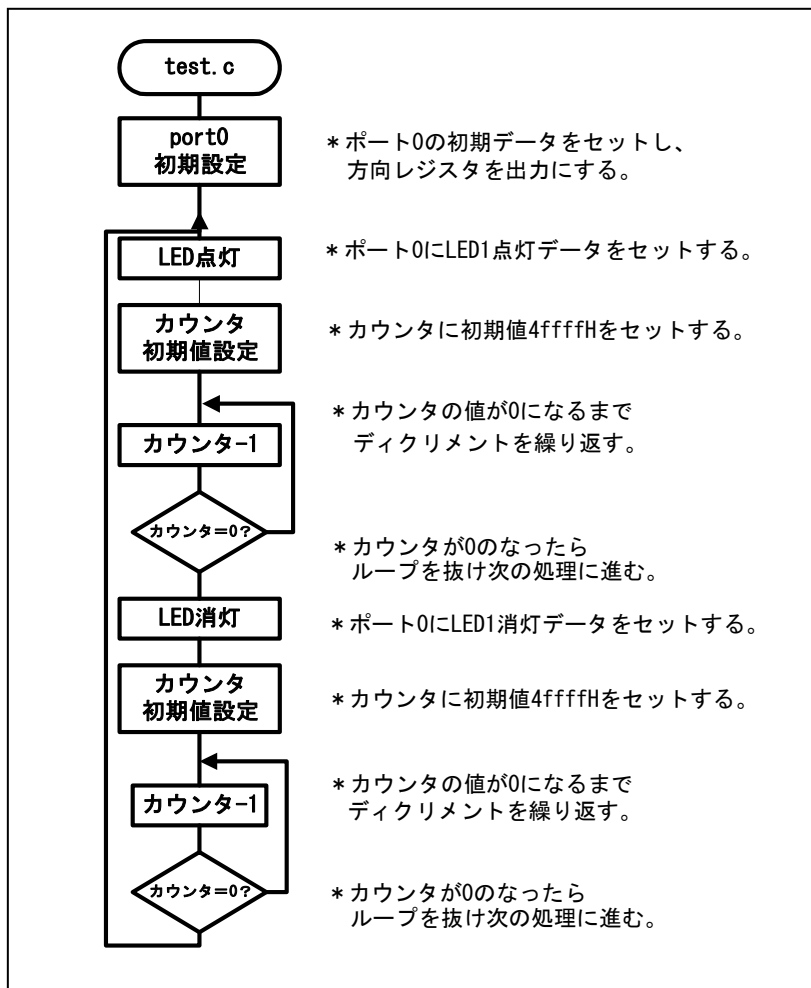 test.c
port0
初期設定
*ポート0の初期データをセットし、
方向レジスタを出力にする。
LED点灯
*ポート0にLED1点灯データをセットする。
カウンタ
初期値設定
*カウンタに初期値4ffffHをセットする。
カウンタ-1
*カウンタの値が0になるまで
ディクリメントを繰り返す。
カウンタ=0?
*カウンタが0のなったら
ループを抜け次の処理に進む。
LED消灯
*ポート0にLED1消灯データをセットする。
カウンタ
初期値設定
*カウンタに初期値4ffffHをセットする。
カウンタ-1
*カウンタの値が0になるまで
ディクリメントを繰り返す。
カウンタ=0?
*カウンタが0のなったら
ループを抜け次の処理に進む。